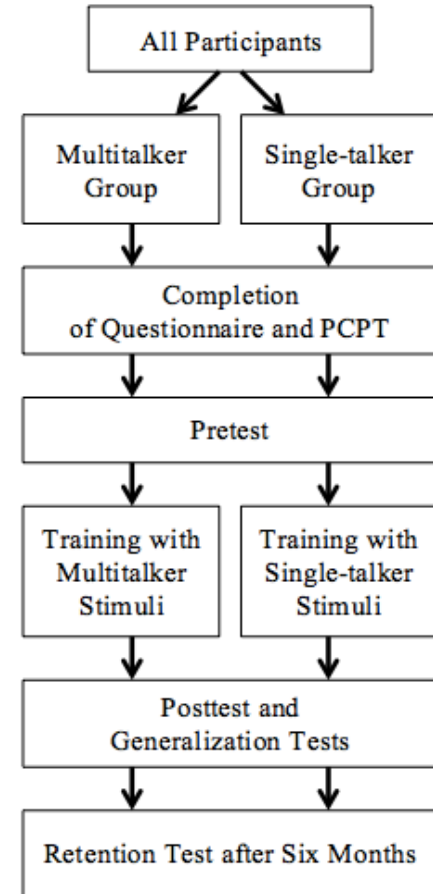 All Participants
Multitalker
Group
Single-talker
Group
Completion
of Questionnaire and PCPT
Pretest
Training with
Multitalker
Stimuli
Training with
Single-talker
Stimuli
Posttest and
Generalization Tests
Retention Test after Six Months